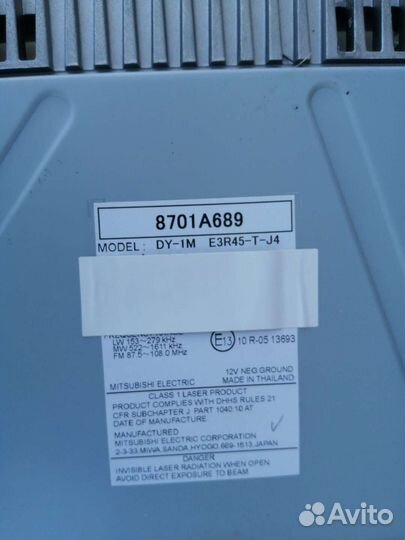 8701A689
MODEL: DY-1M E3R45-T-J4
LW 153~279 kHz
MW 522~1611 kHz
FM 87.5~108.0 MHz
E13 10 R-05 13693
12V NEG.GROUND
MITSUBISHI ELECTRIC MADE IN THAILAND
CLASS 1 LASER PRODUCT
PRODUCT COMPLIES WITH DHHS RULES 21
CFR SUBCHAPTER J PART 1040.10 AT
DATE OF MANUFACTURE
MANUFACTURED
MITSUBISHI ELECTRIC CORPORATION
2-3-33.MIWA.SANDA.HYOGO.669-1513.JAPAN
DANGER
INVISIBLE LASER RADIATION WHEN OPEN
AVOID DIRECT EXPOSURE TO BEAM
Avito